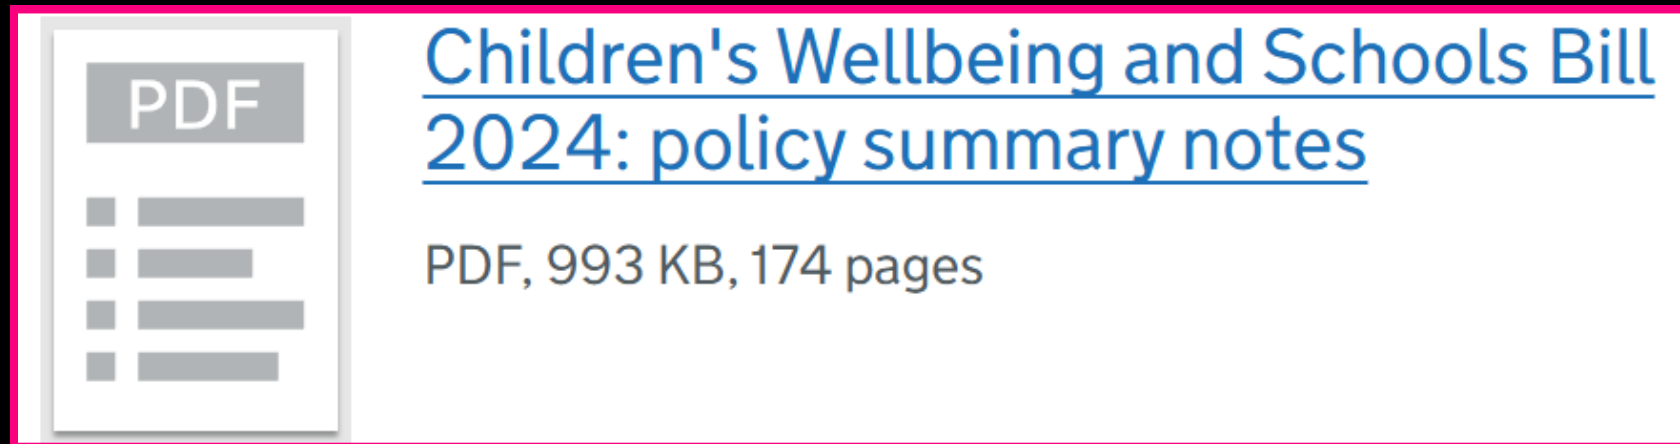 PDF
Children's Wellbeing and Schools Bill
2024: policy summary notes
PDF, 993 KB, 174 pages